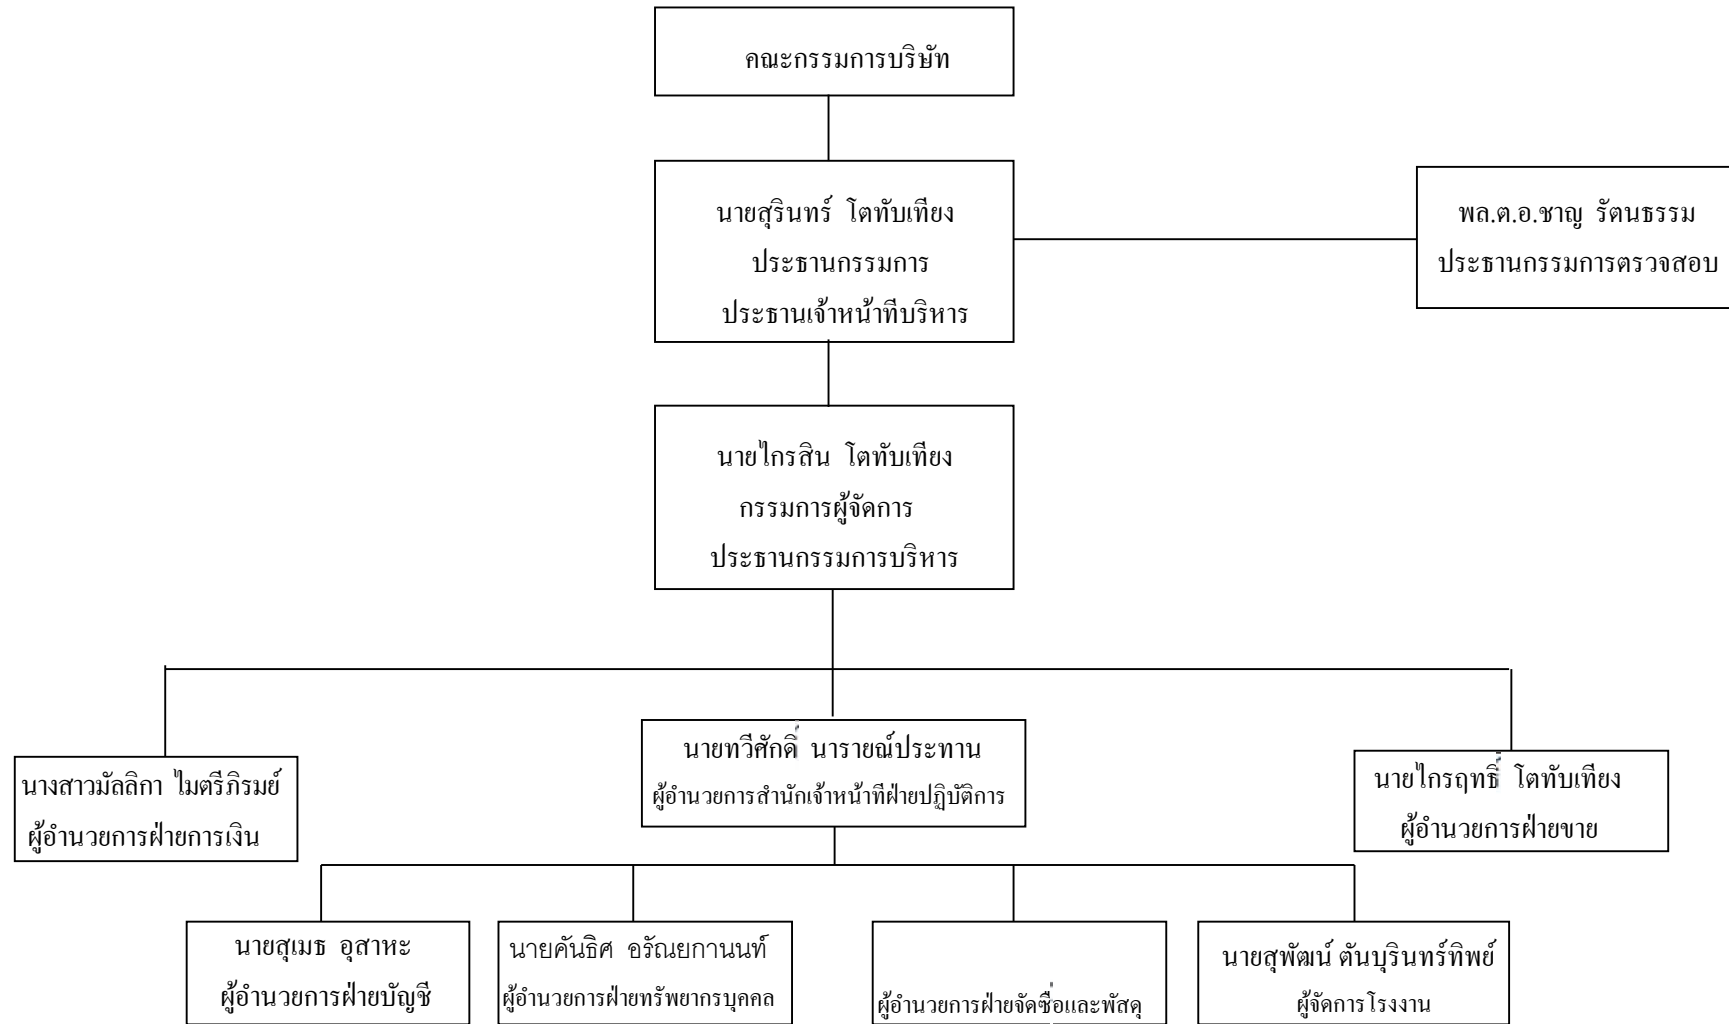 คณะกรรมการบริษัท
นายสุรินทร์ โตทับเที่ยง
ประธานกรรมการ
ประธานเจ้าหน้าที่บริหาร
พล.ต.อ.ชาญ รัตนธรรม
ประธานกรรมการตรวจสอบ
นายไกรสิน โตทับเที่ยง
กรรมการผู้จัดการ
ประธานกรรมการบริหาร
นางสาวมัลลิกา ไมตรีภิรมย์
ผู้อำนวยการฝ่ายการเงิน
นายทวีศักดิ์ นารายณ์ประทาน
ผู้อำนวยการสำนักเจ้าหน้าที่ฝ่ายปฏิบัติการ
นายไกรฤทธิ์ โตทับเที่ยง
ผู้อำนวยการฝ่ายขาย
นายสุเมธ อุสาหะ
ผู้อำนวยการฝ่ายบัญชี
นายคันธิศ อรัณยกานนท์
ผู้อำนวยการฝ่ายทรัพยากรบุคคล
ผู้อำนวยการฝ่ายจัดซื้อและพัสดุ
นายสุพัฒน์ ตันบุรินทร์ทิพย์
ผู้จัดการโรงงาน